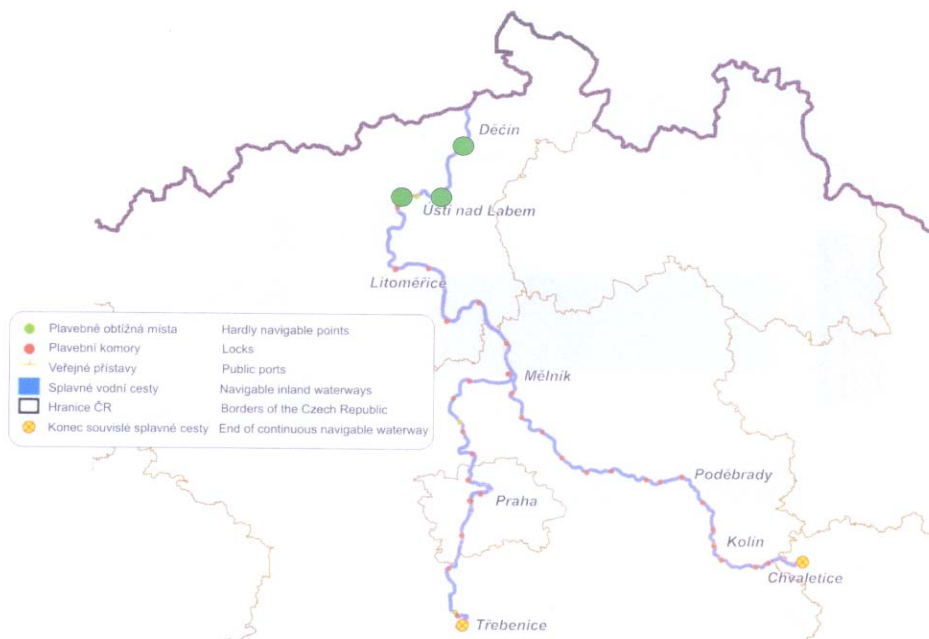 Děčín
Ústí nad Labem
Litoměřice
Plavebně obtížná místa Hardly navigable points
Plavební komory Locks
Veřejné přístavy Public ports
Splavné vodní cesty Navigable inland waterways
Hranice ČR Borders of the Czech Republic
Konec souvislé splavné cesty End of continuous navigable waterway
Mělník
Poděbrady
Praha
Kolín
Chvaletice
Třebenice